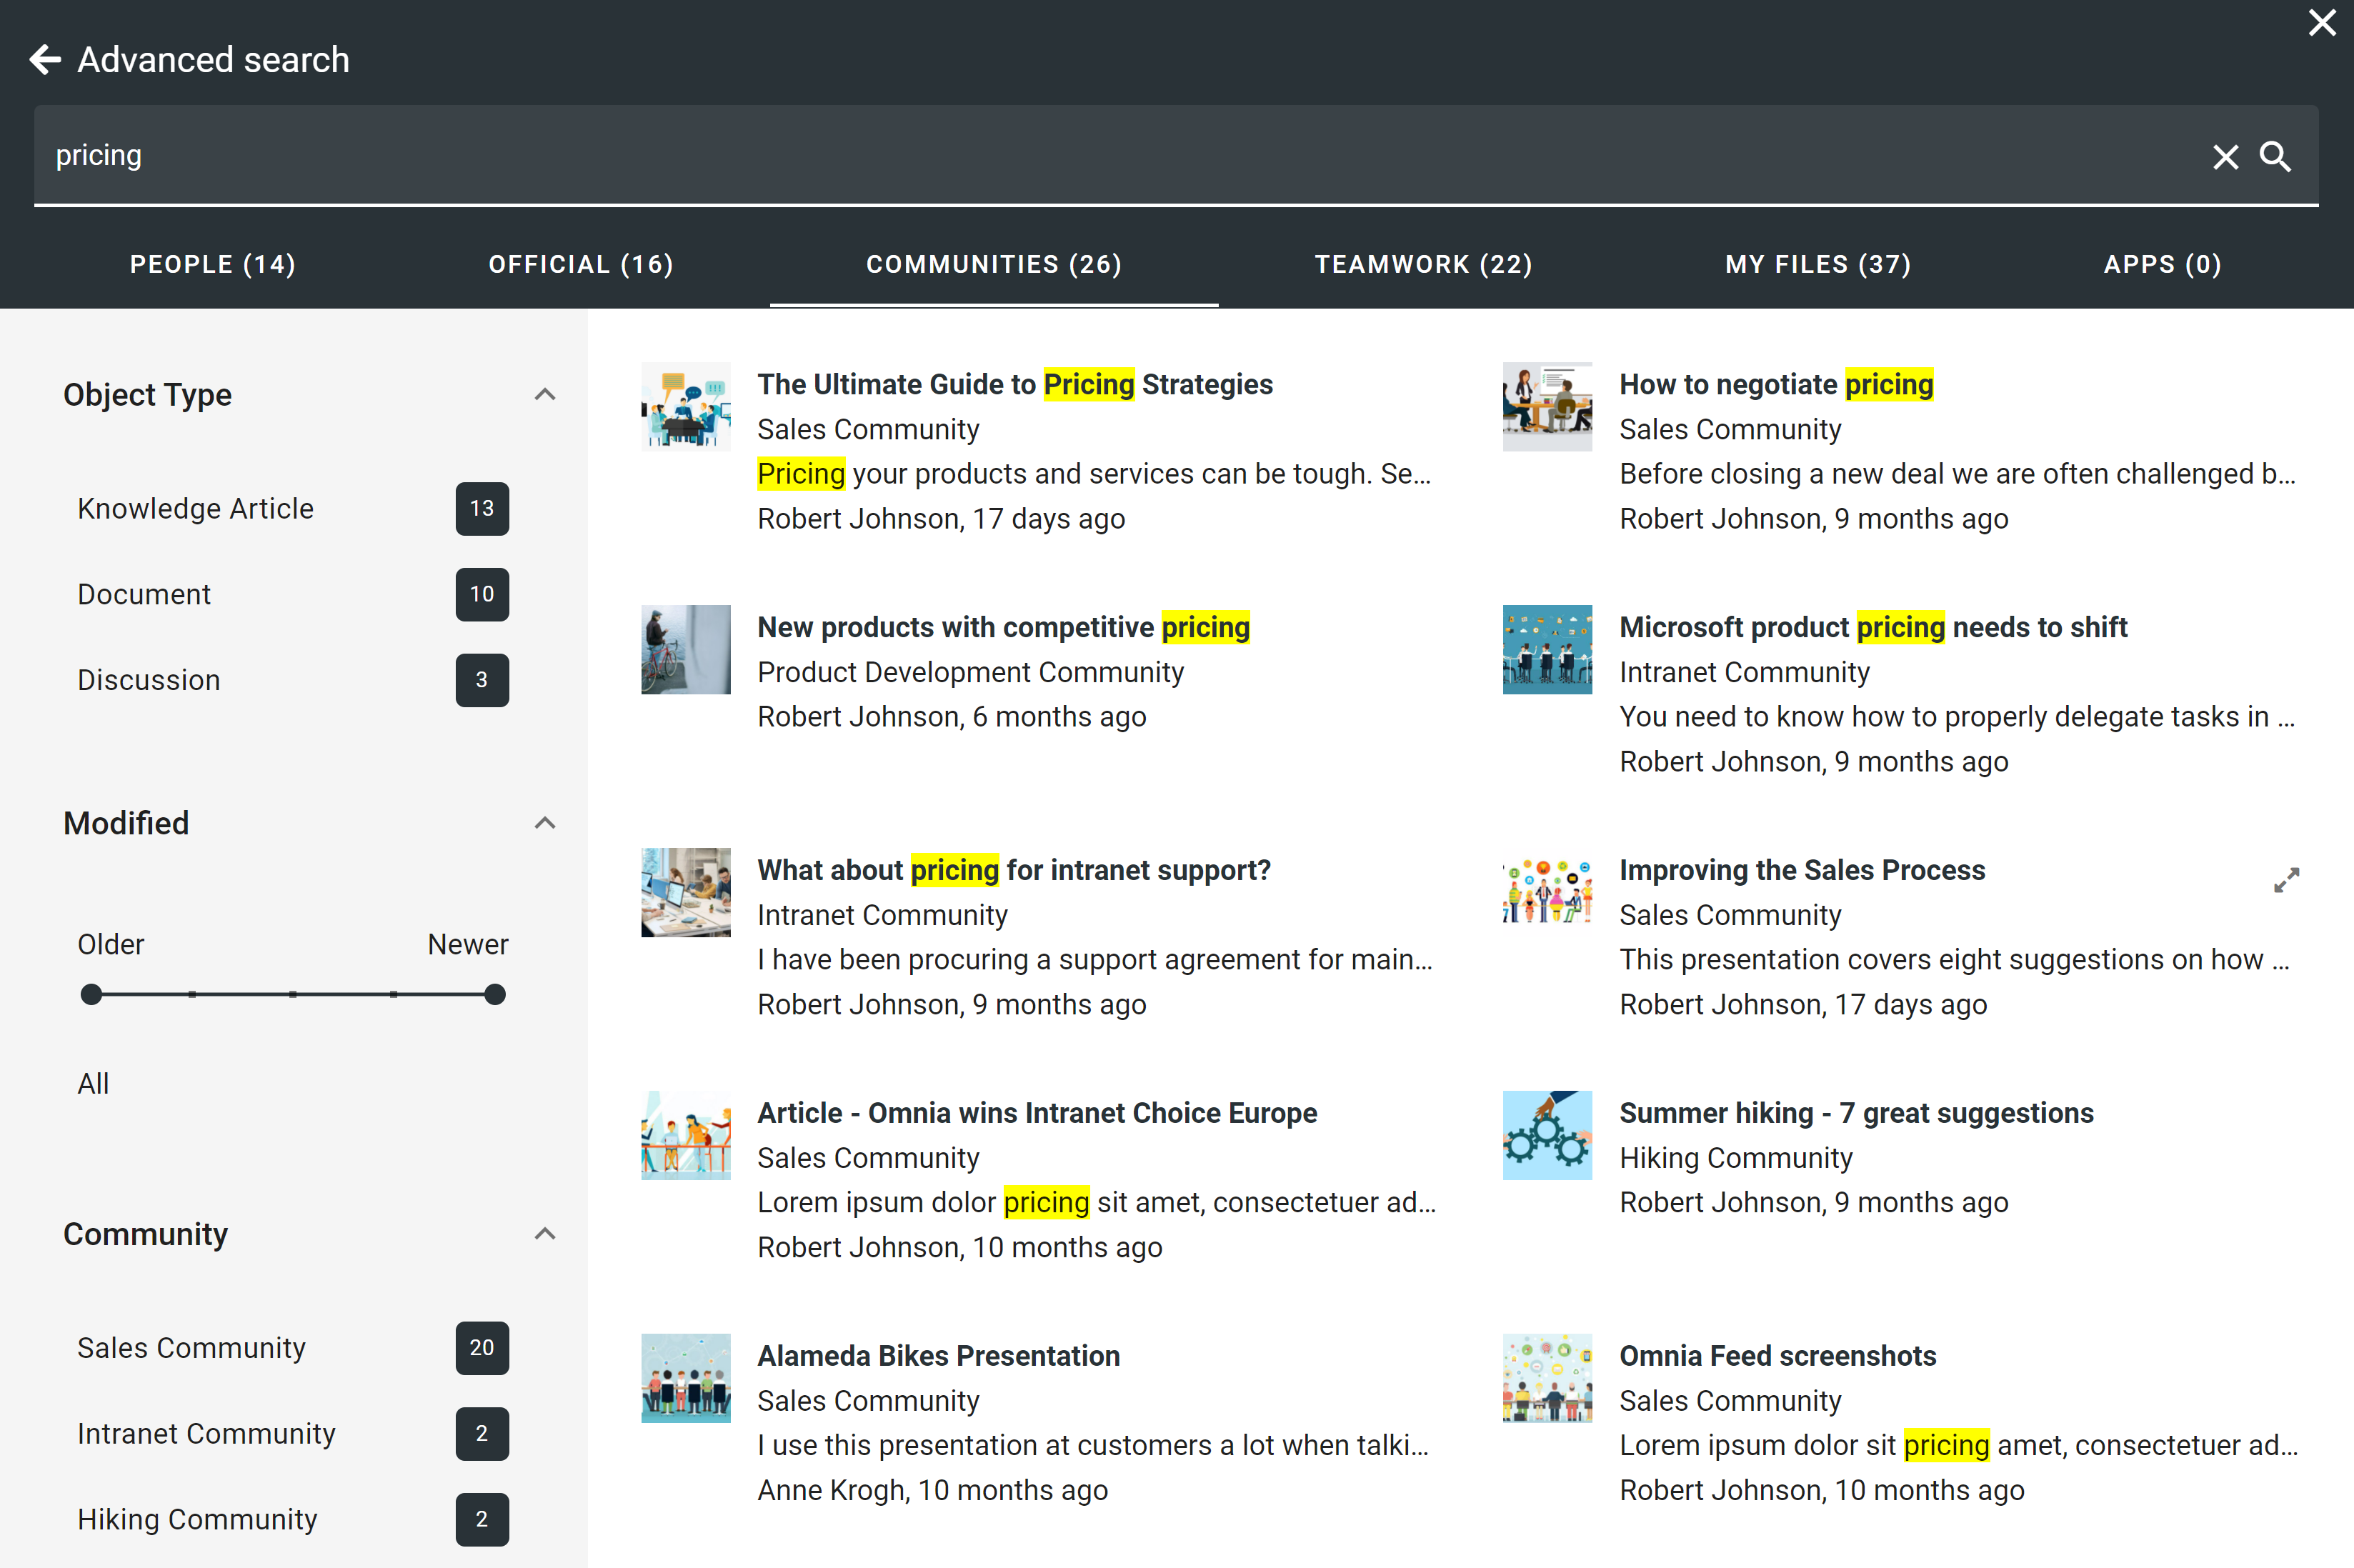 Advanced search
pricing
PEOPLE (14) OFFICIAL (16) COMMUNITIES (26) TEAMWORK (22) MY FILES (37) APPS (0)
Object Type
Knowledge Article 13
Document 10
Discussion 3
Modified
Older Newer
All
Community
Sales Community 20
Intranet Community 2
Hiking Community 2
The Ultimate Guide to Pricing Strategies
Sales Community
Pricing your products and services can be tough. Se...
Robert Johnson, 17 days ago
How to negotiate pricing
Sales Community
Before closing a new deal we are often challenged b...
Robert Johnson, 9 months ago
New products with competitive pricing
Product Development Community
Robert Johnson, 6 months ago
Microsoft product pricing needs to shift
Intranet Community
You need to know how to properly delegate tasks in ...
Robert Johnson, 9 months ago
What about pricing for intranet support?
Intranet Community
I have been procuring a support agreement for main...
Robert Johnson, 9 months ago
Improving the Sales Process
Sales Community
This presentation covers eight suggestions on how ...
Robert Johnson, 17 days ago
Article - Omnia wins Intranet Choice Europe
Sales Community
Lorem ipsum dolor pricing sit amet, consectetuer ad...
Robert Johnson, 10 months ago
Summer hiking - 7 great suggestions
Hiking Community
Robert Johnson, 9 months ago
Alameda Bikes Presentation
Sales Community
I use this presentation at customers a lot when talki...
Anne Krogh, 10 months ago
Omnia Feed screenshots
Sales Community
Lorem ipsum dolor sit pricing amet, consectetuer ad...
Robert Johnson, 10 months ago